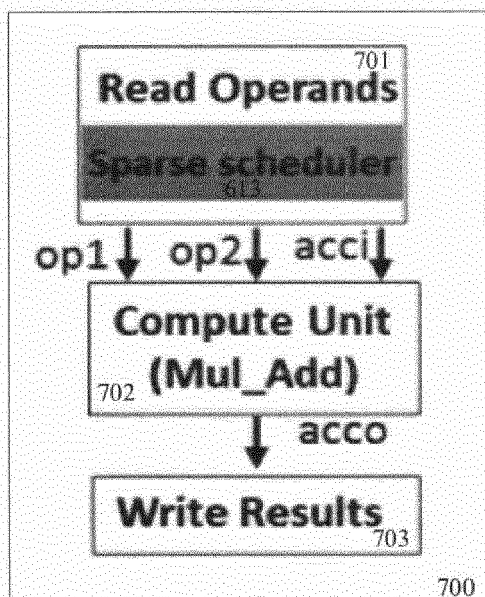 701
Read Operands
Sparse scheduler
613
op1 op2 acci
Compute Unit
(Mul_Add)
702
acco
Write Results
703
700